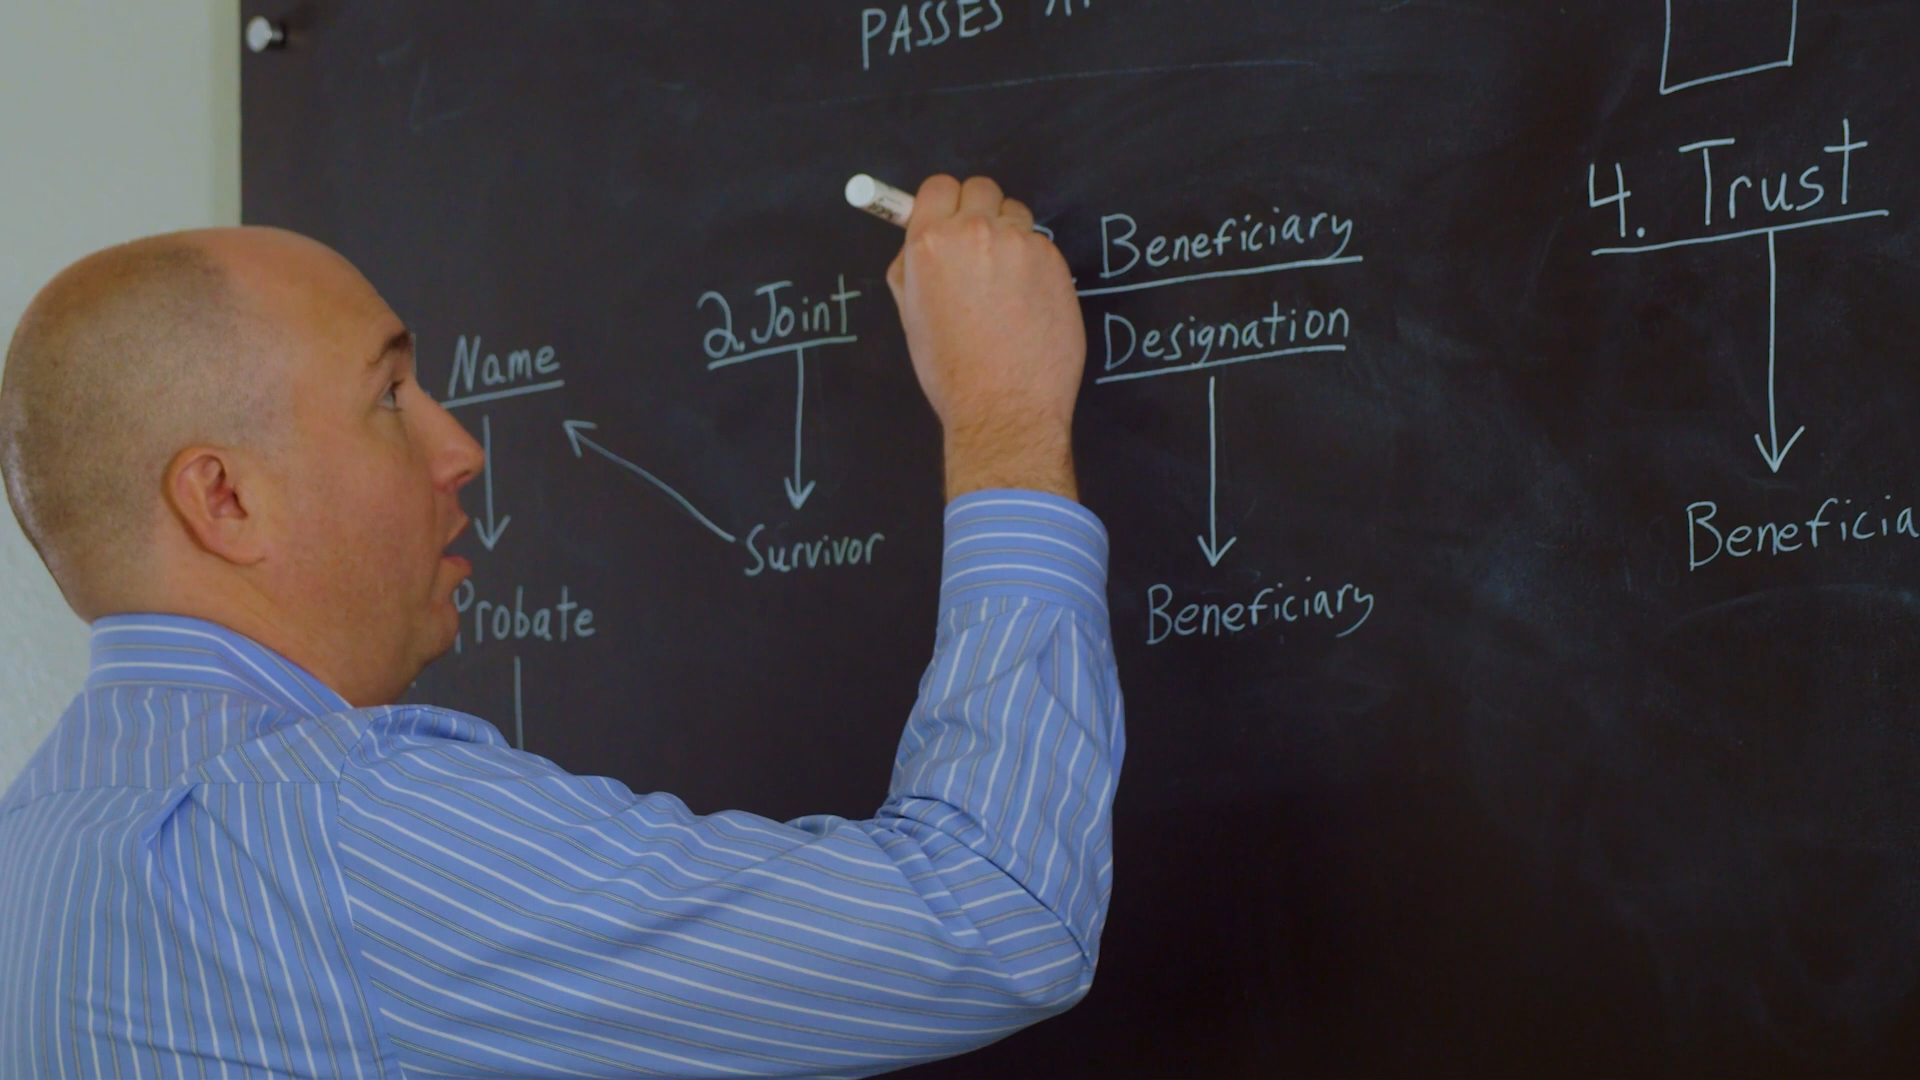 PASSES
Name
Probate
2. Joint
Survivor
Beneficiary
Designation
Beneficiary
4. Trust
Beneficia